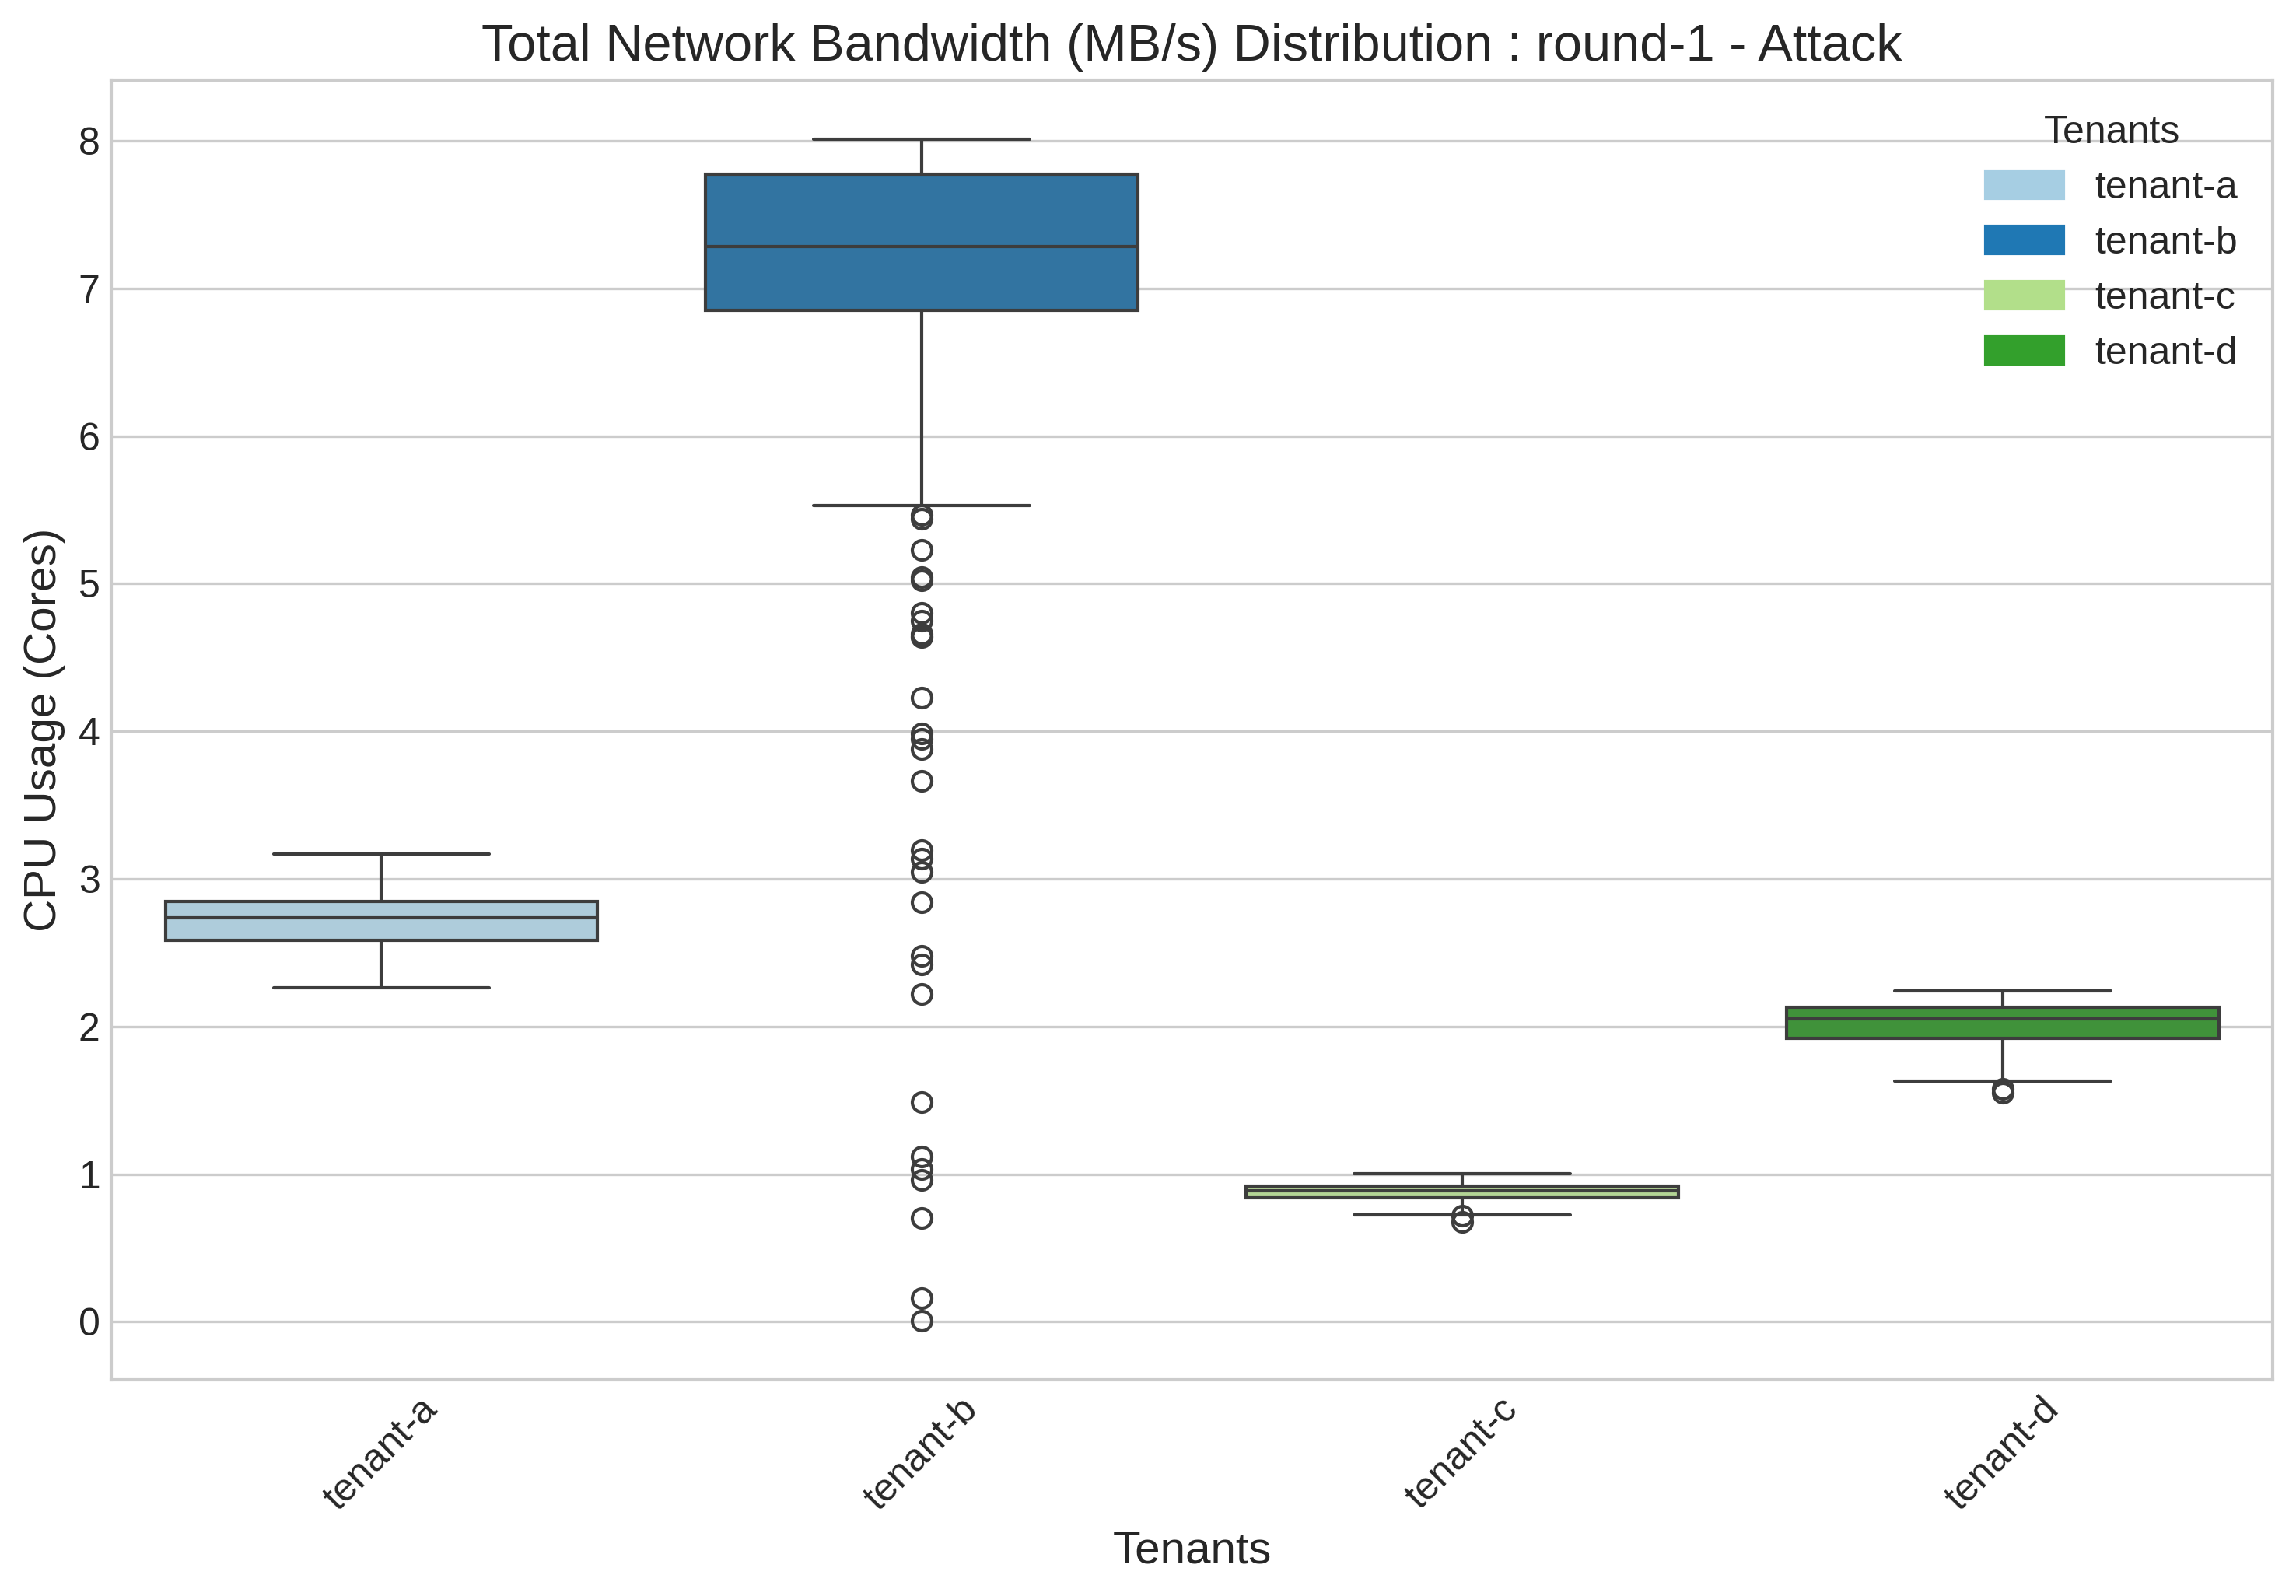 Total Network Bandwidth (MB/s) Distribution : round-1 - Attack
Tenants
tenant-a
tenant-b
tenant-c
tenant-d
CPU Usage (Cores)
8
7
6
5
4
3
2
1
0
tenant-a
tenant-b
tenant-c
tenant-d
Tenants